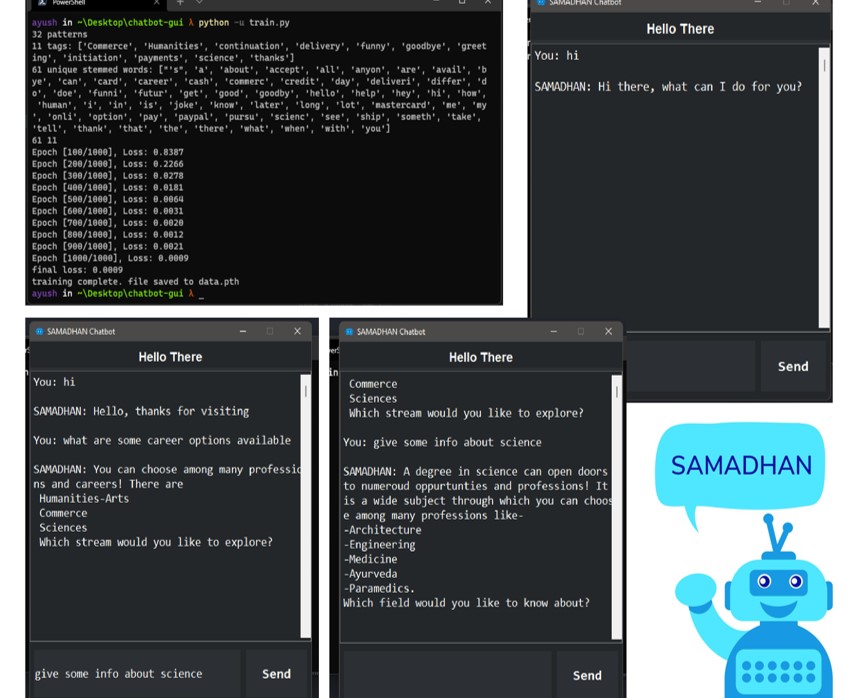 PowerShell
ayush in ~\Desktop\chatbot-gui λ python -u train.py
32 patterns
11 tags: ['Commerce', 'Humanities', 'continuation', 'delivery', 'funny', 'goodbye', 'greet
ing', 'initiation', 'payments', 'science', 'thanks']
61 unique stemmed words: ["'s", 'a', 'about', 'accept', 'all', 'anyon', 'are', 'avail', 'b
ye', 'can', 'card', 'career', 'cash', 'commerc', 'credit', 'day', 'deliveri', 'differ', 'd
o', 'doe', 'funni', 'futur', 'get', 'good', 'goodby', 'hello', 'help', 'hey', 'hi', 'how',
'human', 'i', 'in', 'is', 'joke', 'know', 'later', 'long', 'lot', 'mastercard', 'me', 'my
', 'onli', 'option', 'pay', 'paypal', 'pursu', 'scienc', 'see', 'ship', 'someth', 'take',
'tell', 'thank', 'that', 'the', 'there', 'what', 'when', 'with', 'you']
61 11
Epoch [100/1000], Loss: 0.8387
Epoch [200/1000], Loss: 0.2266
Epoch [300/1000], Loss: 0.0278
Epoch [400/1000], Loss: 0.0181
Epoch [500/1000], Loss: 0.0064
Epoch [600/1000], Loss: 0.0031
Epoch [700/1000], Loss: 0.0020
Epoch [800/1000], Loss: 0.0012
Epoch [900/1000], Loss: 0.0021
Epoch [1000/1000], Loss: 0.0009
final loss: 0.0009
training complete. file saved to data.pth
ayush in ~\Desktop\chatbot-gui λ _
SAMADHAN Chatbot
Hello There
You: hi
SAMADHAN: Hi there, what can I do for you?
Send
SAMADHAN Chatbot
Hello There
You: hi
SAMADHAN: Hello, thanks for visiting
You: what are some career options available
SAMADHAN: You can choose among many professio
ns and careers! There are
Humanities-Arts
Commerce
Sciences
Which stream would you like to explore?
give some info about science
Send
SAMADHAN Chatbot
Hello There
Commerce
Sciences
Which stream would you like to explore?
You: give some info about science
SAMADHAN: A degree in science can open doors
to numeroud oppurtunties and professions! It
is a wide subject through which you can choos
e among many professions like-
-Architecture
-Engineering
-Medicine
-Ayurveda
-Paramedics.
Which field would you like to know about?
Send
SAMADHAN